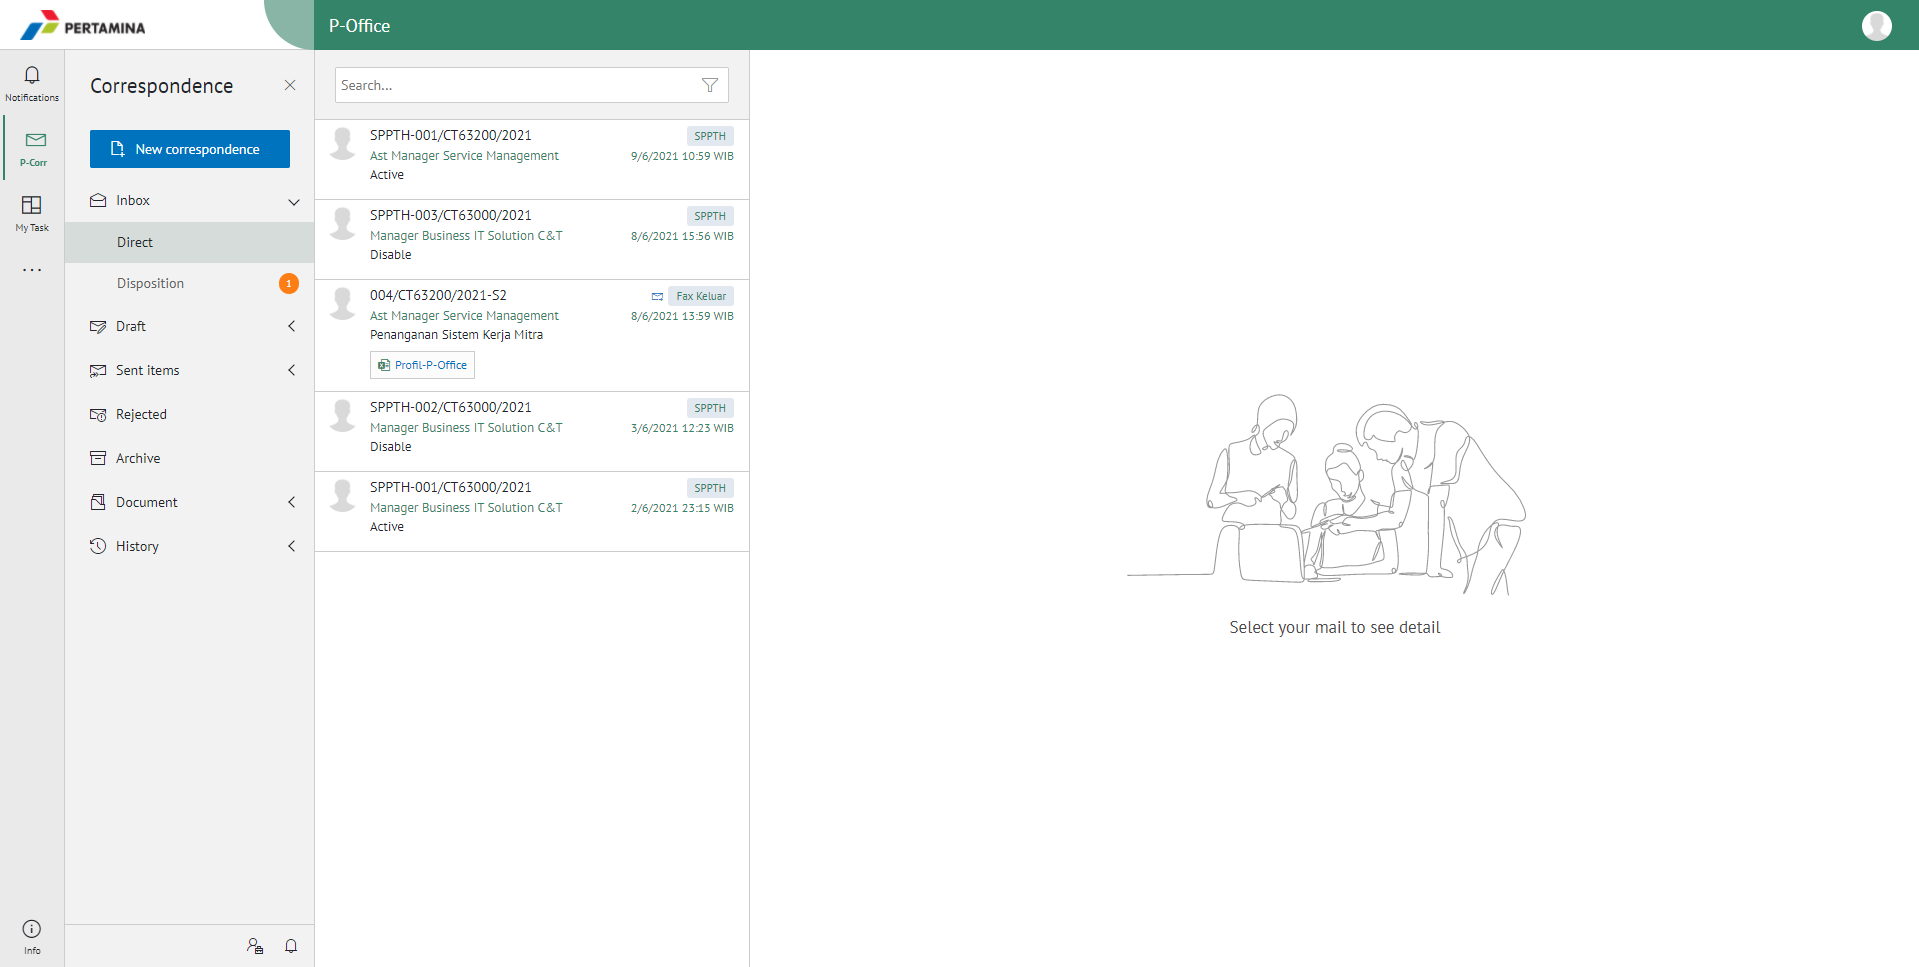 PERTAMINA
P-Office
Notifications
P-Corr
My Task
Info
Correspondence
New correspondence
Inbox
Direct
Disposition
1
Draft
Sent items
Rejected
Archive
Document
History
Search...
SPPTH-001/CT63200/2021
SPPTH
Ast Manager Service Management
9/6/2021 10:59 WIB
Active
SPPTH-003/CT63000/2021
SPPTH
Manager Business IT Solution C&T
8/6/2021 15:56 WIB
Disable
004/CT63200/2021-S2
Fax Keluar
Ast Manager Service Management
8/6/2021 13:59 WIB
Penanganan Sistem Kerja Mitra
Profil-P-Office
SPPTH-002/CT63000/2021
SPPTH
Manager Business IT Solution C&T
3/6/2021 12:23 WIB
Disable
SPPTH-001/CT63000/2021
SPPTH
Manager Business IT Solution C&T
2/6/2021 23:15 WIB
Active
Select your mail to see detail